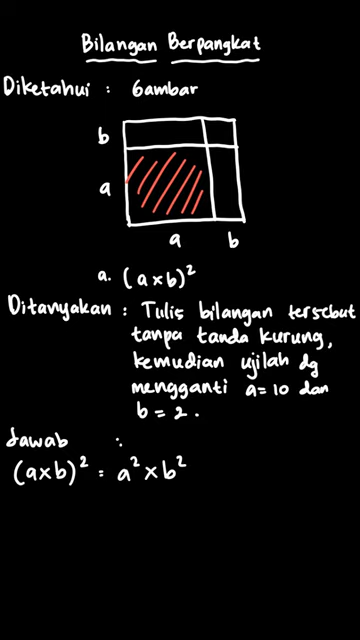 Bilangan Berpangkat
Diketahui : Gambar
b
a
a b
a. (a×b)²
Ditanyakan : Tulis bilangan tersebut
tanpa tanda kurung,
kemudian ujilah dg
mengganti a=10 dan
b = 2.
Jawab :
(a×b)² = a² × b²